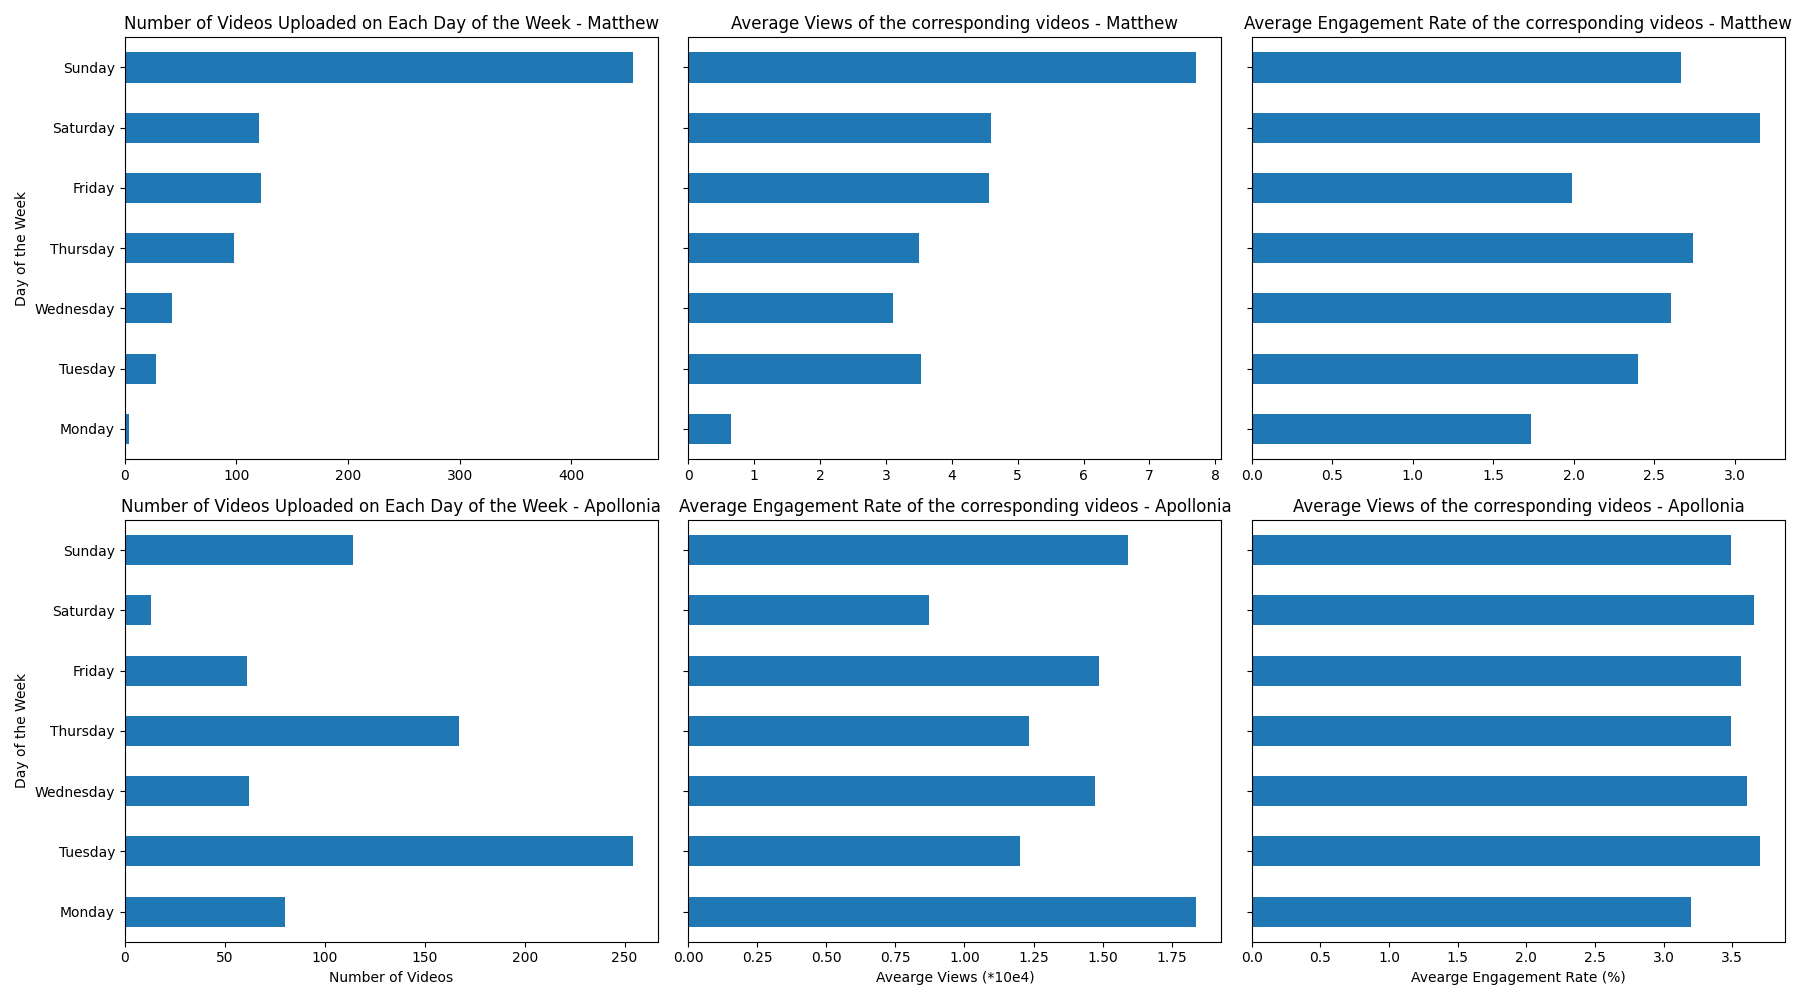 Number of Videos Uploaded on Each Day of the Week - Matthew
Average Views of the corresponding videos - Matthew
Average Engagement Rate of the corresponding videos - Matthew
Day of the Week
Sunday
Saturday
Friday
Thursday
Wednesday
Tuesday
Monday
0 100 200 300 400
0 1 2 3 4 5 6 7 8
0.0 0.5 1.0 1.5 2.0 2.5 3.0
Number of Videos Uploaded on Each Day of the Week - Apollonia
Average Engagement Rate of the corresponding videos - Apollonia
Average Views of the corresponding videos - Apollonia
Day of the Week
Sunday
Saturday
Friday
Thursday
Wednesday
Tuesday
Monday
0 50 100 150 200 250
0.00 0.25 0.50 0.75 1.00 1.25 1.50 1.75
0.0 0.5 1.0 1.5 2.0 2.5 3.0 3.5
Number of Videos
Avearge Views (*10e4)
Avearge Engagement Rate (%)